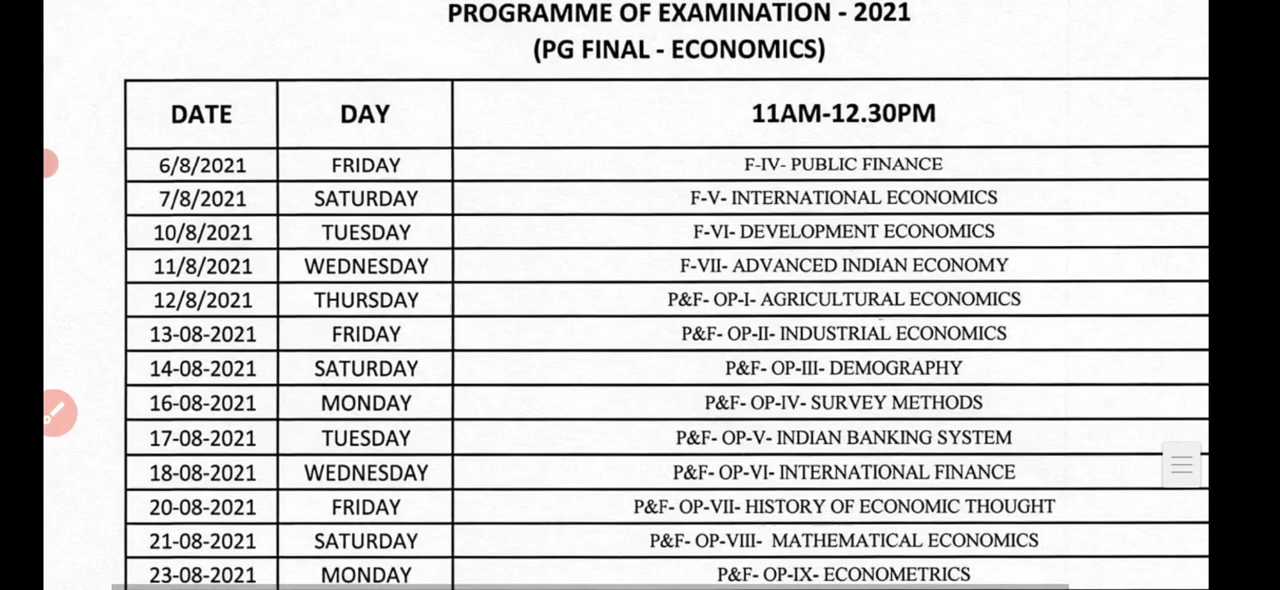 PROGRAMME OF EXAMINATION - 2021
(PG FINAL - ECONOMICS)
DATE DAY 11AM-12.30PM
6/8/2021 FRIDAY F-IV- PUBLIC FINANCE
7/8/2021 SATURDAY F-V- INTERNATIONAL ECONOMICS
10/8/2021 TUESDAY F-VI- DEVELOPMENT ECONOMICS
11/8/2021 WEDNESDAY F-VII- ADVANCED INDIAN ECONOMY
12/8/2021 THURSDAY P&F- OP-I- AGRICULTURAL ECONOMICS
13-08-2021 FRIDAY P&F- OP-II- INDUSTRIAL ECONOMICS
14-08-2021 SATURDAY P&F- OP-III- DEMOGRAPHY
16-08-2021 MONDAY P&F- OP-IV- SURVEY METHODS
17-08-2021 TUESDAY P&F- OP-V- INDIAN BANKING SYSTEM
18-08-2021 WEDNESDAY P&F- OP-VI- INTERNATIONAL FINANCE
20-08-2021 FRIDAY P&F- OP-VII- HISTORY OF ECONOMIC THOUGHT
21-08-2021 SATURDAY P&F- OP-VIII- MATHEMATICAL ECONOMICS
23-08-2021 MONDAY P&F- OP-IX- ECONOMETRICS